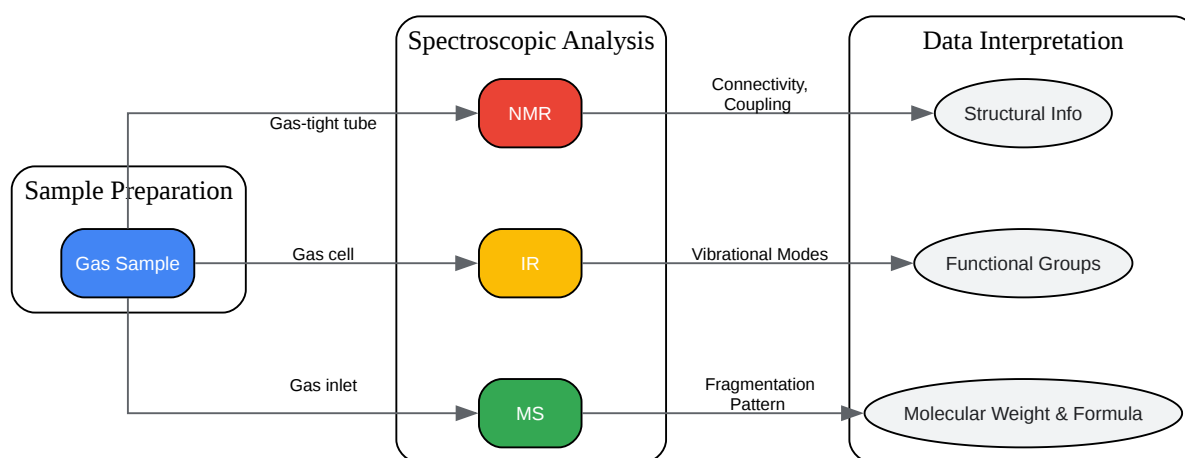 Spectroscopic Analysis
Data Interpretation
Connectivity,
Coupling
NMR
Structural Info
Gas-tight tube
Sample Preparation
Gas Sample
Gas cell
IR
Vibrational Modes
Functional Groups
Gas inlet
Fragmentation
Pattern
MS
Molecular Weight & Formula